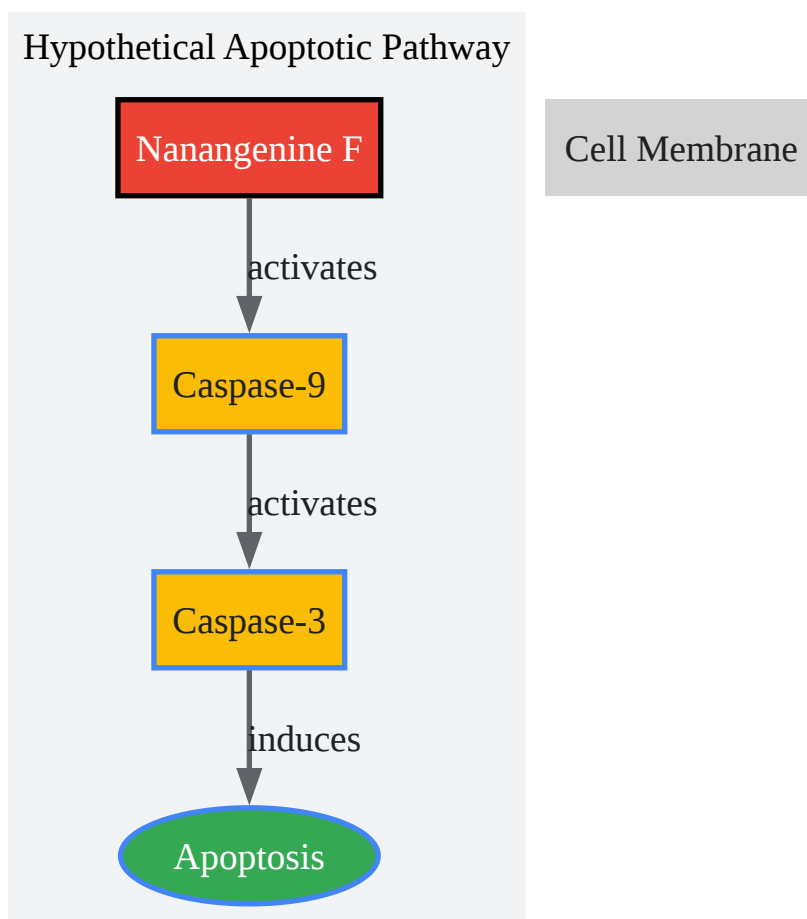 Hypothetical Apoptotic Pathway
Nanangenine F
Cell Membrane
activates
Caspase-9
activates
Caspase-3
induces
Apoptosis